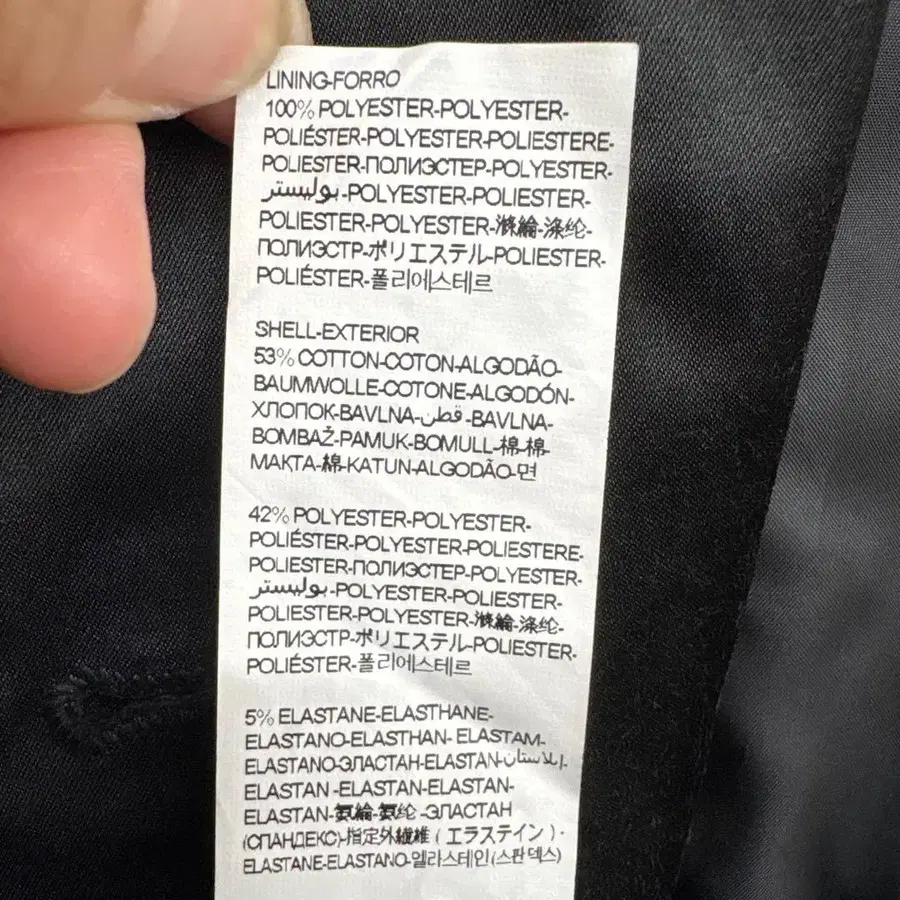 LINING-FORRO
100% POLYESTER-POLYESTER-
POLIÉSTER-POLYESTER-POLIESTERE-
POLIESTER-ПОЛИЭСТЕР-POLYESTER-
بوليستر-POLYESTER-POLIESTER-
POLIESTER-POLYESTER-滌綸-涤纶-
ПОЛИЭСТР-ポリエステル-POLIESTER-
POLIÉSTER-폴리에스테르
SHELL-EXTERIOR
53% COTTON-COTON-ALGODÃO-
BAUMWOLLE-COTONE-ALGODÓN-
ХЛОПОК-BAVLNA-قطن-BAVLNA-
BOMBAŽ-PAMUK-BOMULL-棉-棉-
МАКТА-綿-KATUN-ALGODÃO-면
42% POLYESTER-POLYESTER-
POLIÉSTER-POLYESTER-POLIESTERE-
POLIESTER-ПОЛИЭСТЕР-POLYESTER-
بوليستر-POLYESTER-POLIESTER-
POLIESTER-POLYESTER-滌綸-涤纶-
ПОЛИЭСТР-ポリエステル-POLIESTER-
POLIÉSTER-폴리에스테르
5% ELASTANE-ELASTHANE-
ELASTANO-ELASTHAN- ELASTAM-
ELASTANO-ЭЛАСТАН-ELASTAN-إيلاستان-
ELASTAN -ELASTAN-ELASTAN-
ELASTAN-氨綸-氨纶 -ЭЛАСТАН
(СПАНДЕКС)-指定外繊維 ( エラステイン ) -
ELASTANE-ELASTANO-엘라스테인(스판덱스)